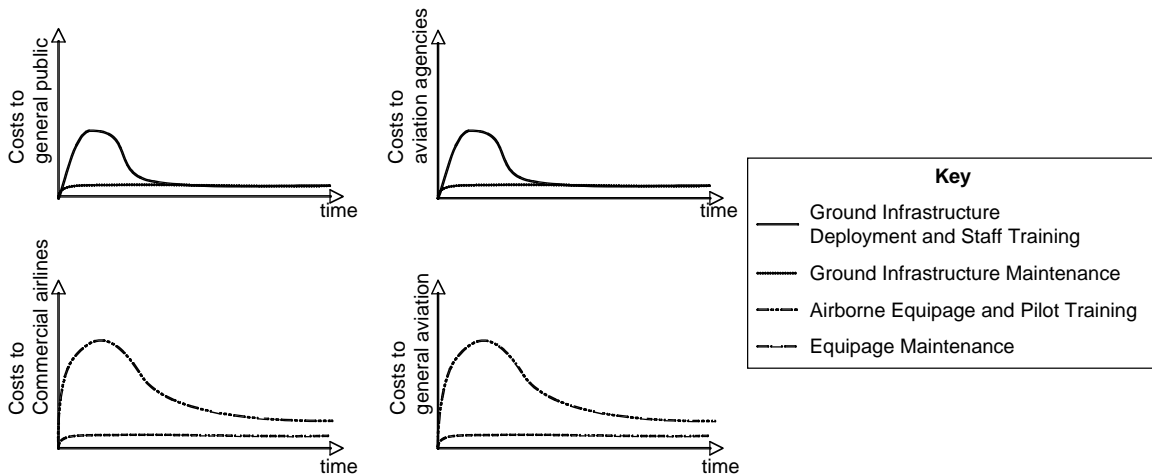 Costs to
general public
time
Costs to
aviation agencies
time
Costs to
Commercial airlines
time
Costs to
general aviation
time
Key
Ground Infrastructure
Deployment and Staff Training
Ground Infrastructure Maintenance
Airborne Equipage and Pilot Training
Equipage Maintenance